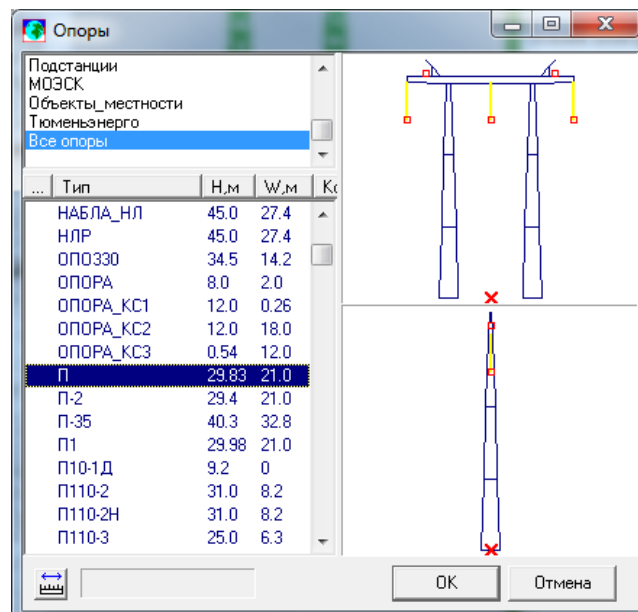 Опоры
Подстанции
МОЭСК
Объекты_местности
Тюменьэнерго
Все опоры
... Тип Н,м W,м Кс
НАБЛА_НЛ 45.0 27.4
НЛР 45.0 27.4
ОПО330 34.5 14.2
ОПОРА 8.0 2.0
ОПОРА_КС1 12.0 0.26
ОПОРА_КС2 12.0 18.0
ОПОРА_КС3 0.54 12.0
П 29.83 21.0
П-2 29.4 21.0
П-35 40.3 32.8
П1 29.98 21.0
П10-1Д 9.2 0
П110-2 31.0 8.2
П110-2Н 31.0 8.2
П110-3 25.0 6.3
ОК Отмена